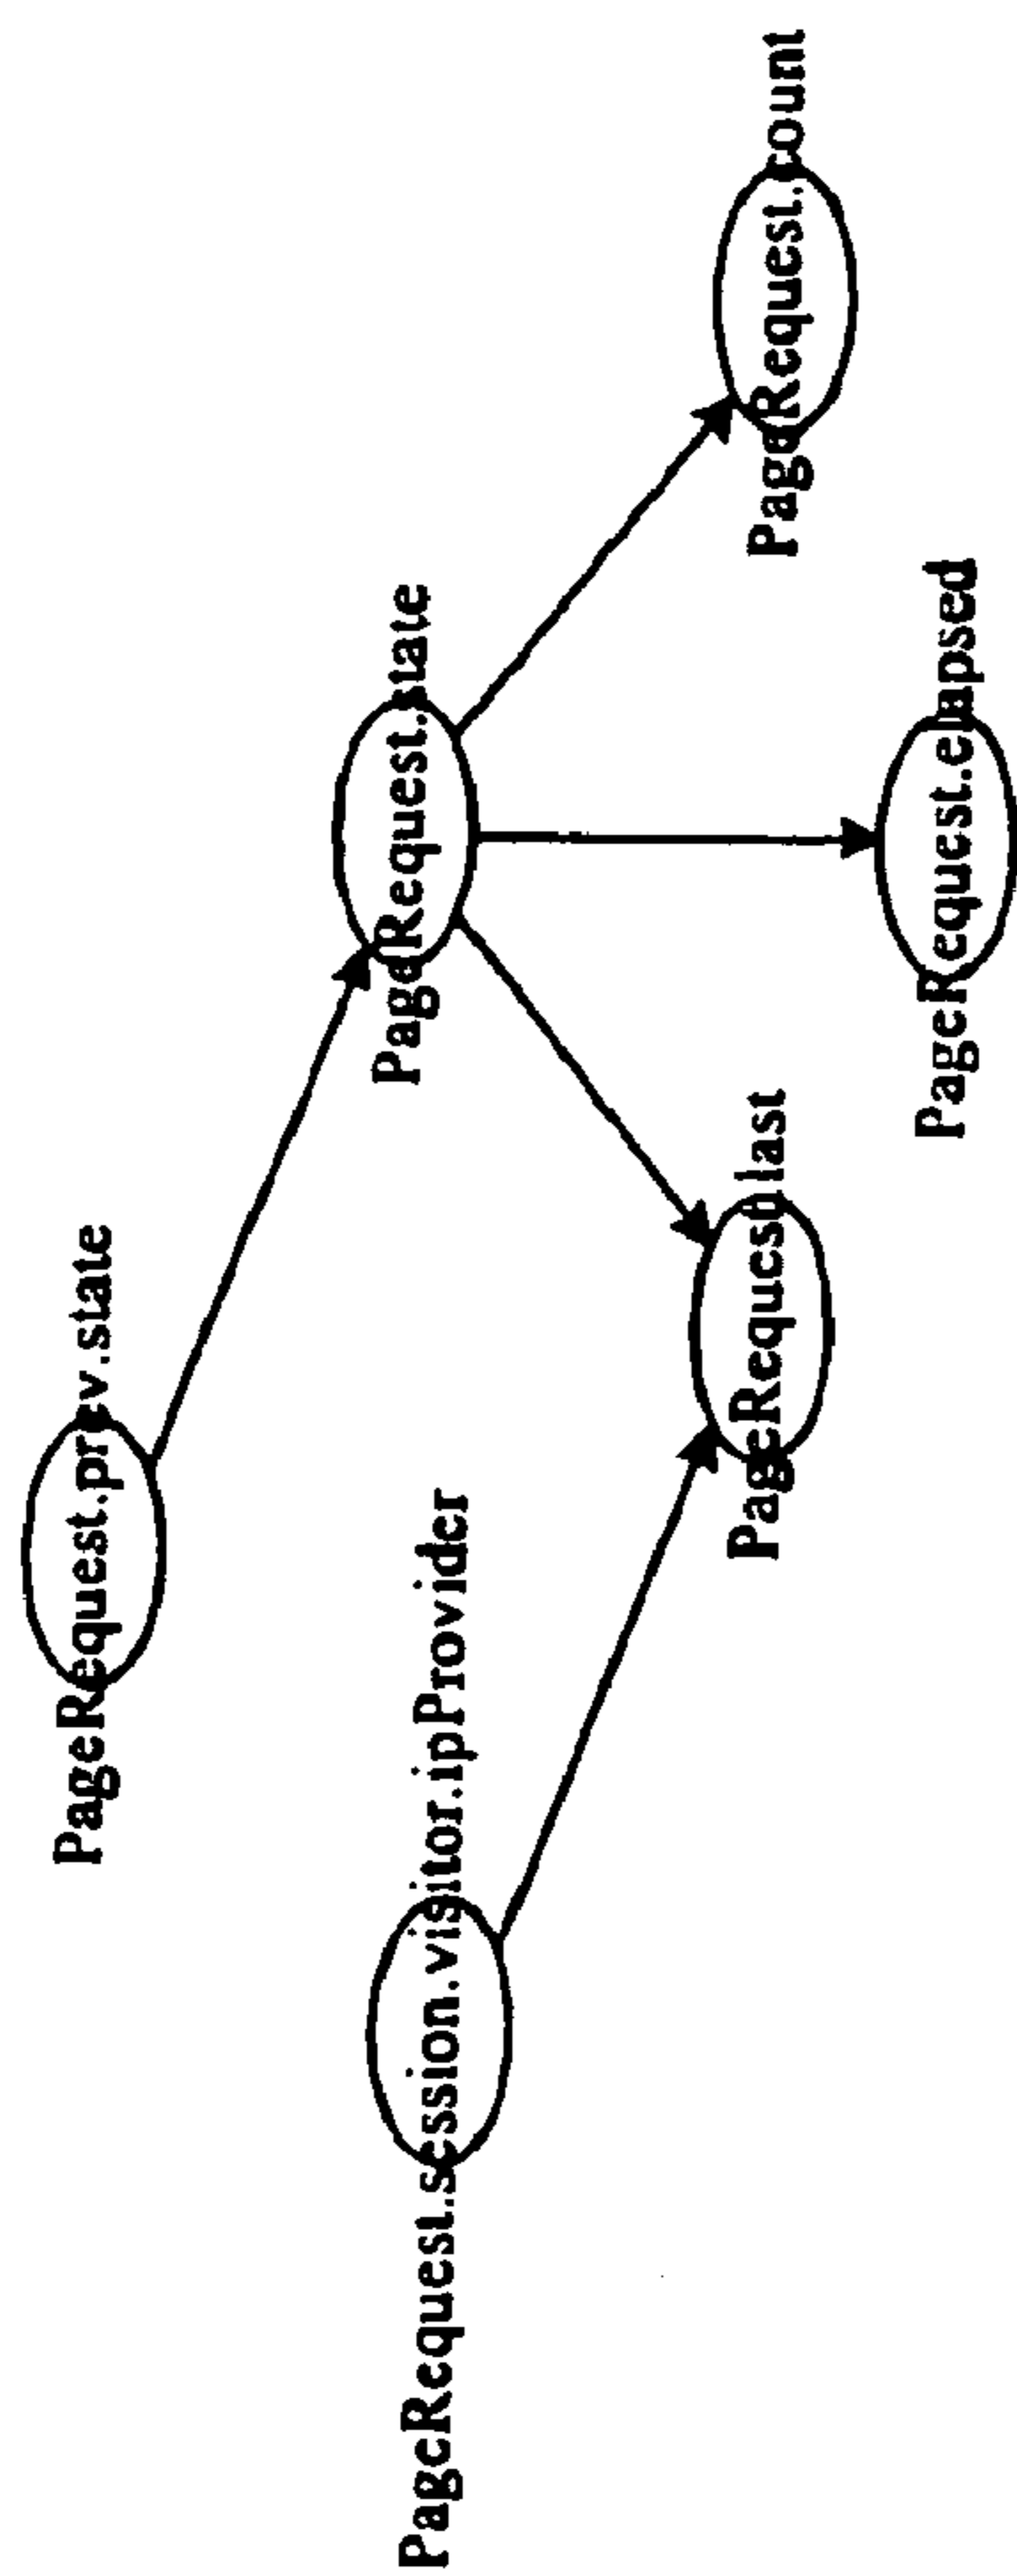 PageRequest.prev.state
PageRequest.session.visitor.ipProvider
PageRequest.state
PageRequest.last
PageRequest.elapsed
PageRequest.count